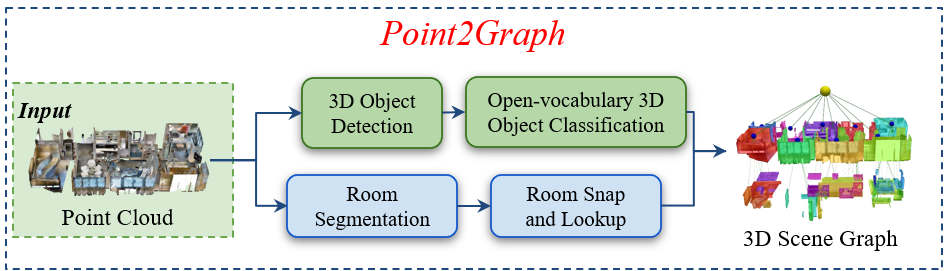 Point2Graph
Input
Point Cloud
3D Object
Detection
Open-vocabulary 3D
Object Classification
Room
Segmentation
Room Snap
and Lookup
3D Scene Graph